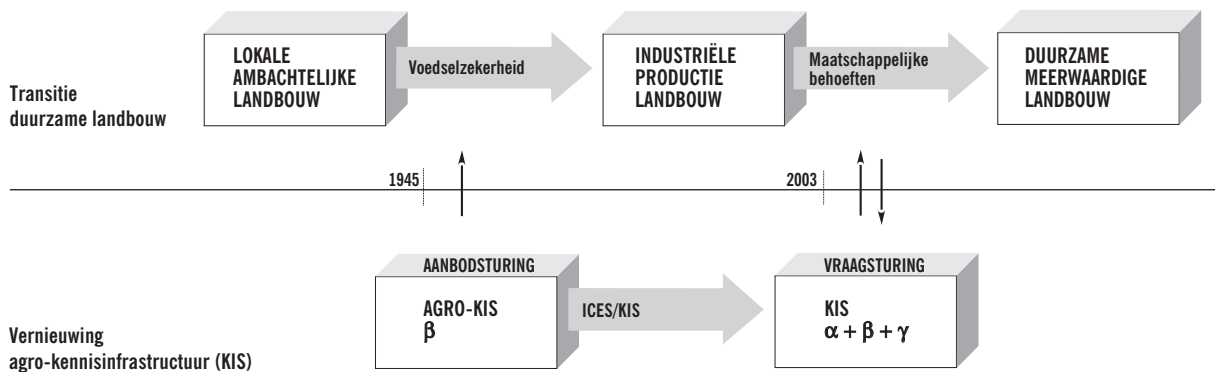 LOKALE
AMBACHTELIJKE
LANDBOUW
Voedselzekerheid
INDUSTRIËLE
PRODUCTIE
LANDBOUW
Maatschappelijke
behoeften
DUURZAME
MEERWAARDIGE
LANDBOUW
Transitie
duurzame landbouw
1945
2003
AANBODSTURING
AGRO-KIS
β
ICES/KIS
VRAAGSTURING
KIS
α + β + γ
Vernieuwing
agro-kennisinfrastructuur (KIS)